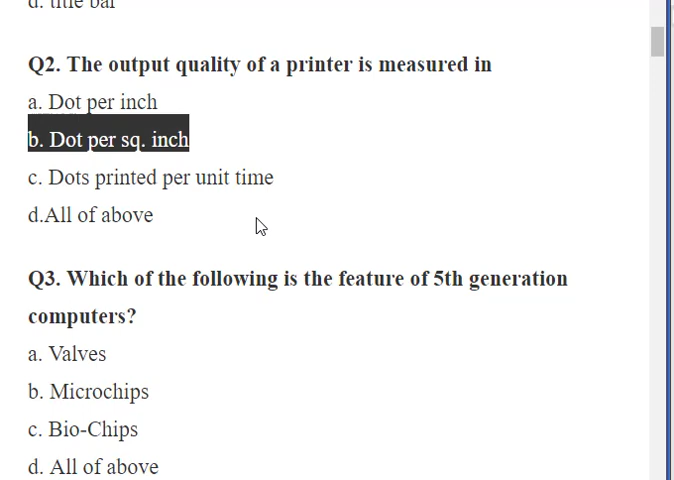 d. title bar
Q2. The output quality of a printer is measured in
a. Dot per inch
b. Dot per sq. inch
c. Dots printed per unit time
d.All of above
Q3. Which of the following is the feature of 5th generation
computers?
a. Valves
b. Microchips
c. Bio-Chips
d. All of above